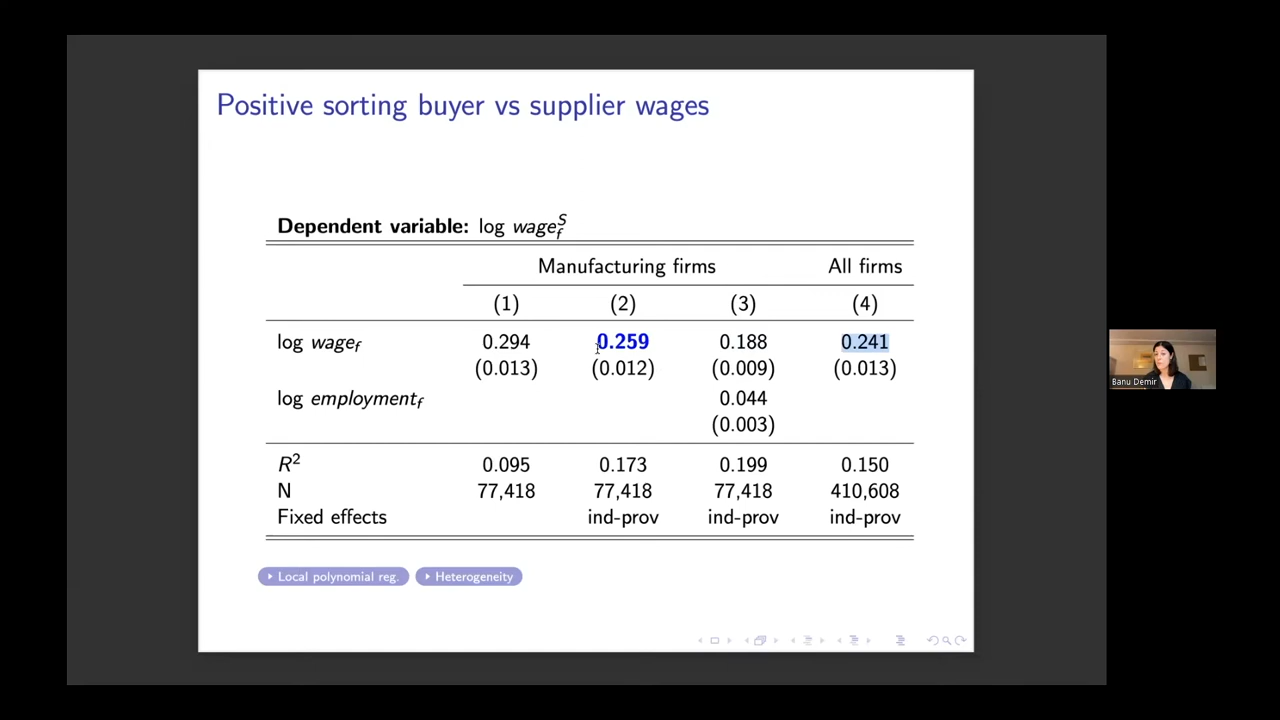 Positive sorting buyer vs supplier wages
Dependent variable: log wage_f^S
Manufacturing firms All firms
(1) (2) (3) (4)
log wage_f 0.294 0.259 0.188 0.241
(0.013) (0.012) (0.009) (0.013)
log employment_f 0.044
(0.003)
R² 0.095 0.173 0.199 0.150
N 77,418 77,418 77,418 410,608
Fixed effects ind-prov ind-prov ind-prov
Local polynomial reg. Heterogeneity
Banu Demir